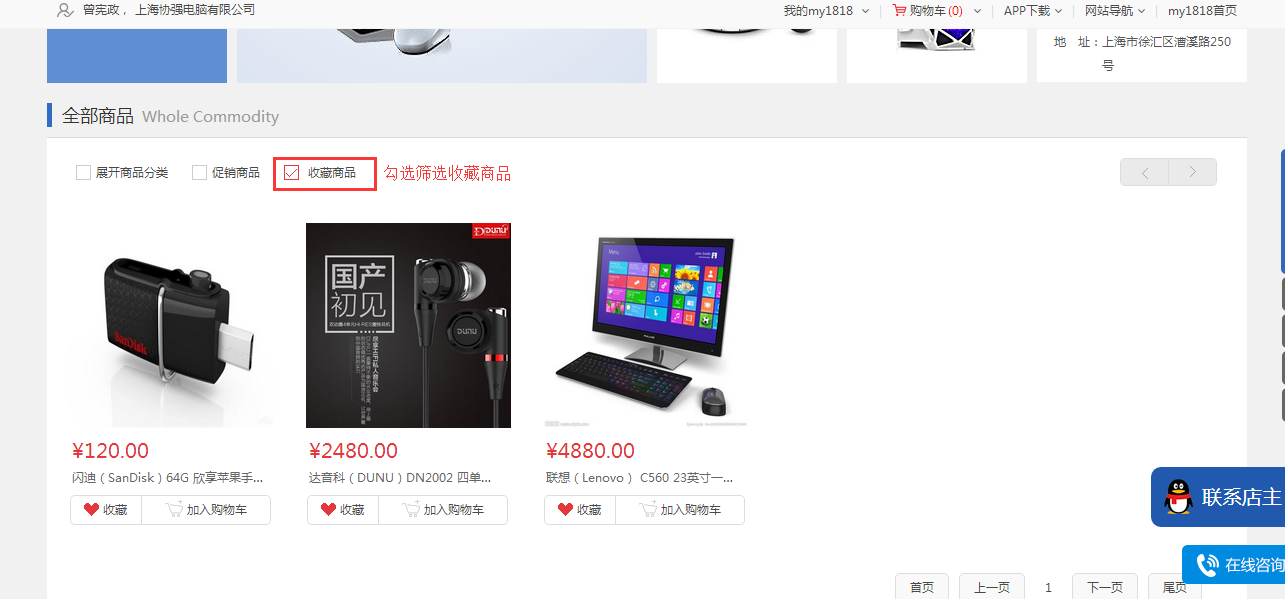 曾宪政， 上海协强电脑有限公司
我的my1818
购物车(0)
APP下载
网站导航
my1818首页
地 址：上海市徐汇区漕溪路250
号
全部商品 Whole Commodity
展开商品分类
促销商品
收藏商品
勾选筛选收藏商品
SanDisk
DUNU
国产
初见
DUNU
¥120.00
闪迪（SanDisk）64G 欣享苹果手...
收藏
加入购物车
¥2480.00
达音科（DUNU）DN2002 四单...
收藏
加入购物车
¥4880.00
联想（Lenovo） C560 23英寸一...
收藏
加入购物车
联系店主
在线咨询
首页
上一页
1
下一页
尾页